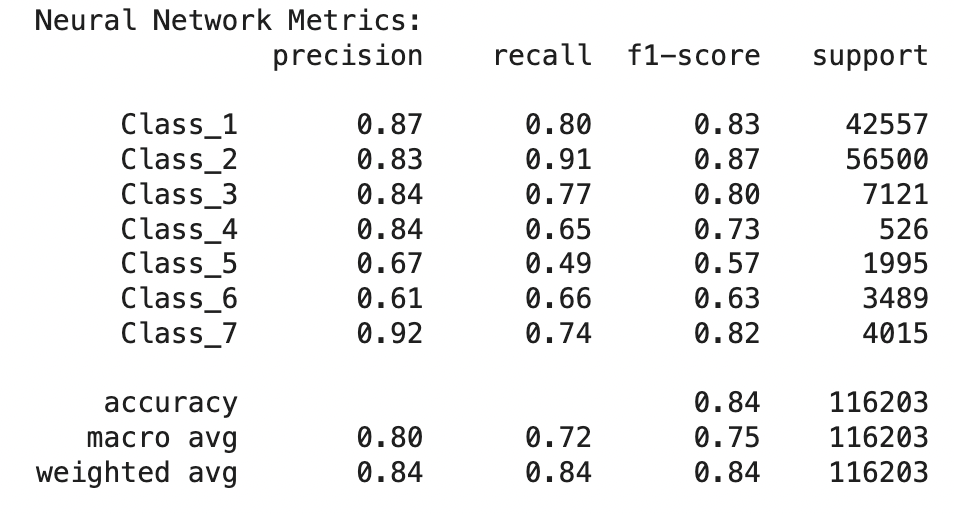 Neural Network Metrics:
precision recall f1-score support
Class_1 0.87 0.80 0.83 42557
Class_2 0.83 0.91 0.87 56500
Class_3 0.84 0.77 0.80 7121
Class_4 0.84 0.65 0.73 526
Class_5 0.67 0.49 0.57 1995
Class_6 0.61 0.66 0.63 3489
Class_7 0.92 0.74 0.82 4015
accuracy 0.84 116203
macro avg 0.80 0.72 0.75 116203
weighted avg 0.84 0.84 0.84 116203